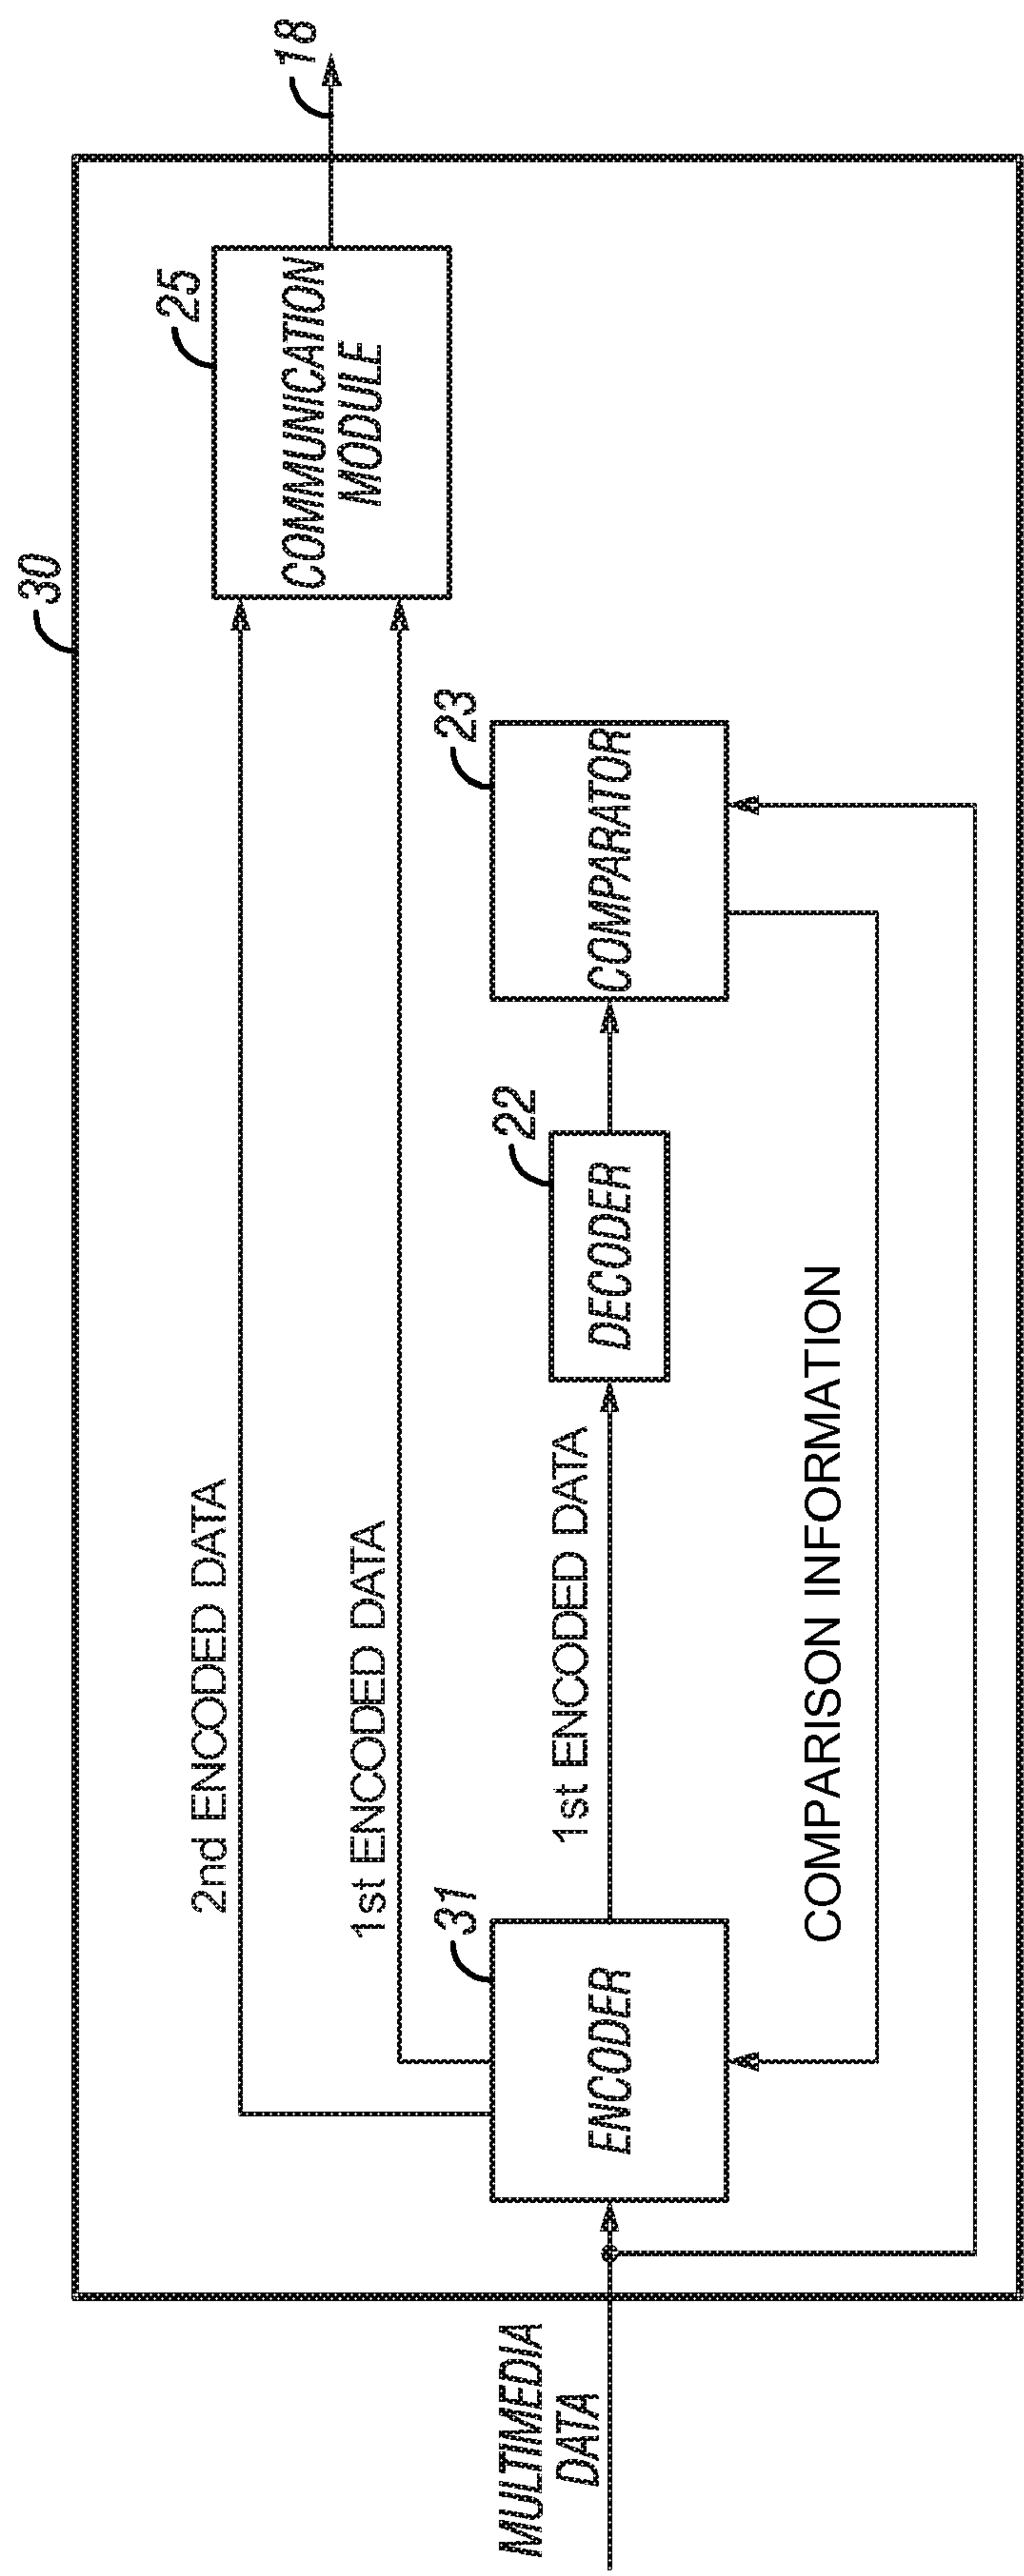 30
25
18
2nd ENCODED DATA
COMMUNICATION
MODULE
1st ENCODED DATA
31
22
23
MULTIMEDIA
DATA
ENCODER
1st ENCODED DATA
DECODER
COMPARATOR
COMPARISON INFORMATION